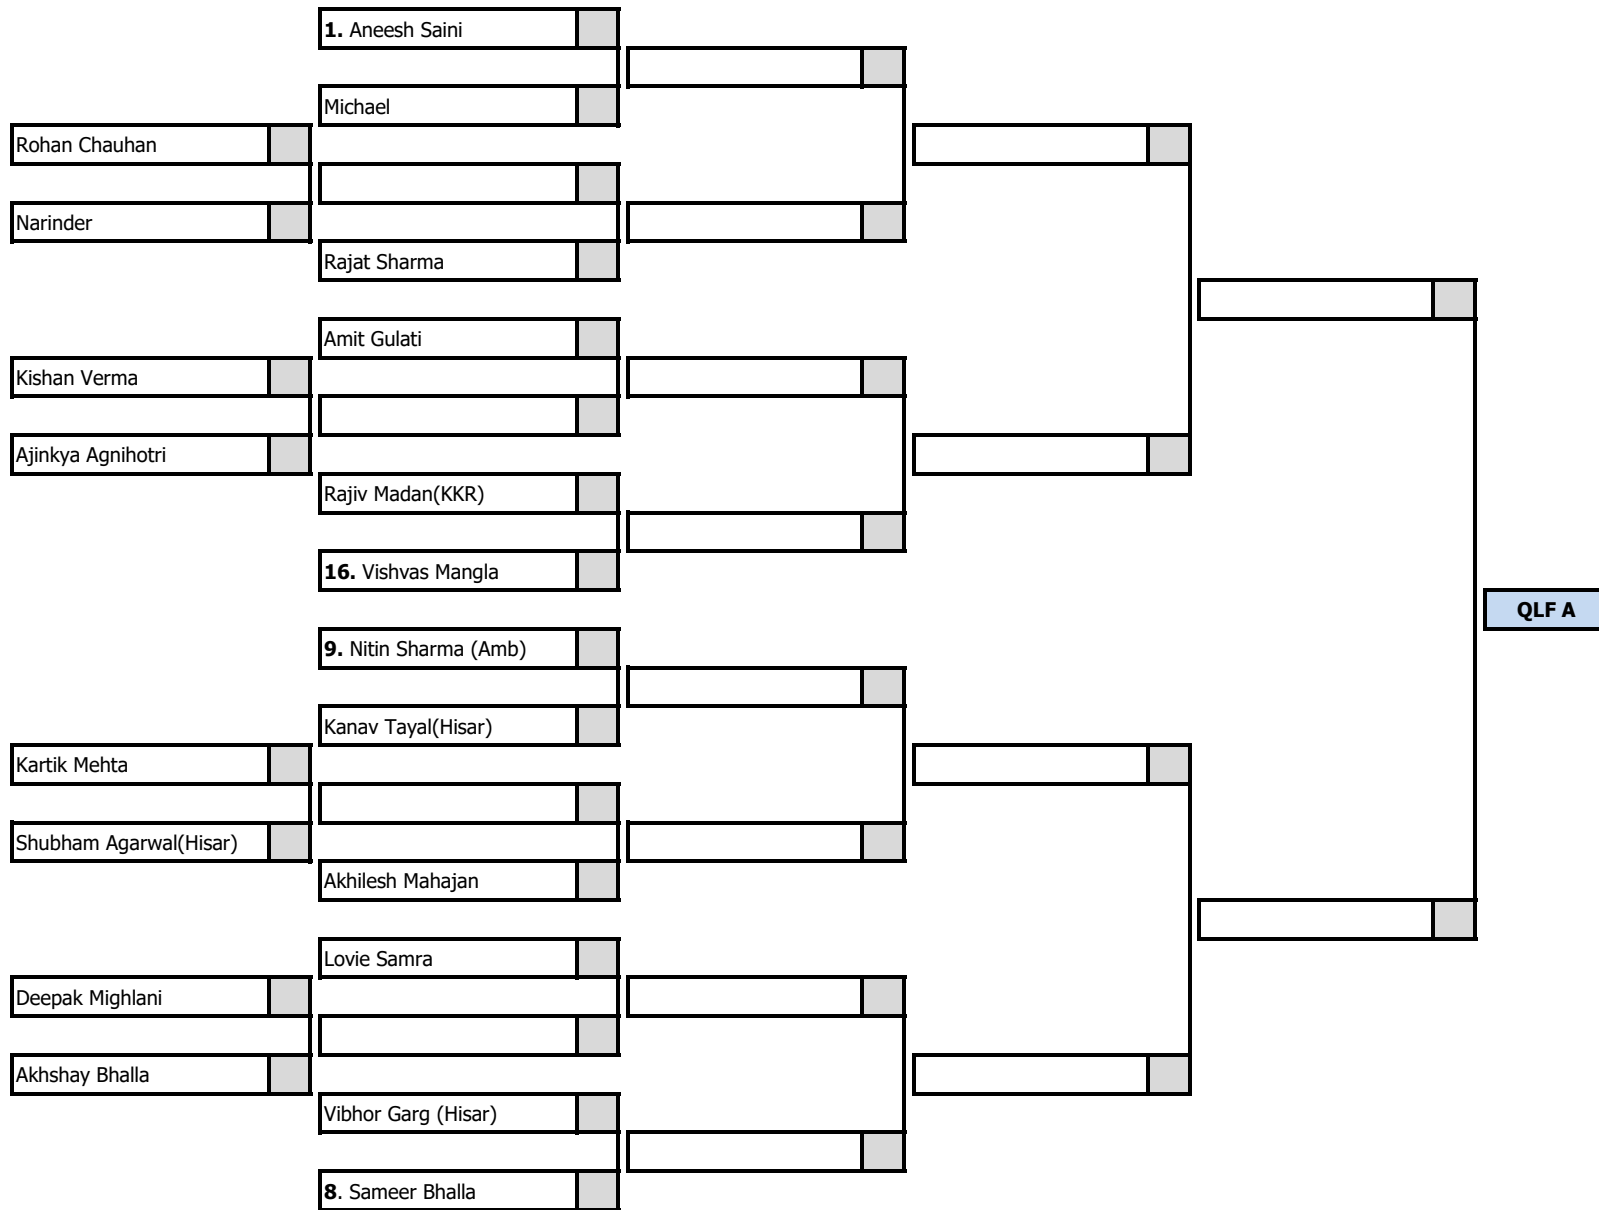 1. Aneesh Saini
Michael
Rohan Chauhan
Narinder
Rajat Sharma
Amit Gulati
Kishan Verma
Ajinkya Agnihotri
Rajiv Madan(KKR)
16. Vishvas Mangla
QLF A
9. Nitin Sharma (Amb)
Kanav Tayal(Hisar)
Kartik Mehta
Shubham Agarwal(Hisar)
Akhilesh Mahajan
Lovie Samra
Deepak Mighlani
Akhshay Bhalla
Vibhor Garg (Hisar)
8. Sameer Bhalla